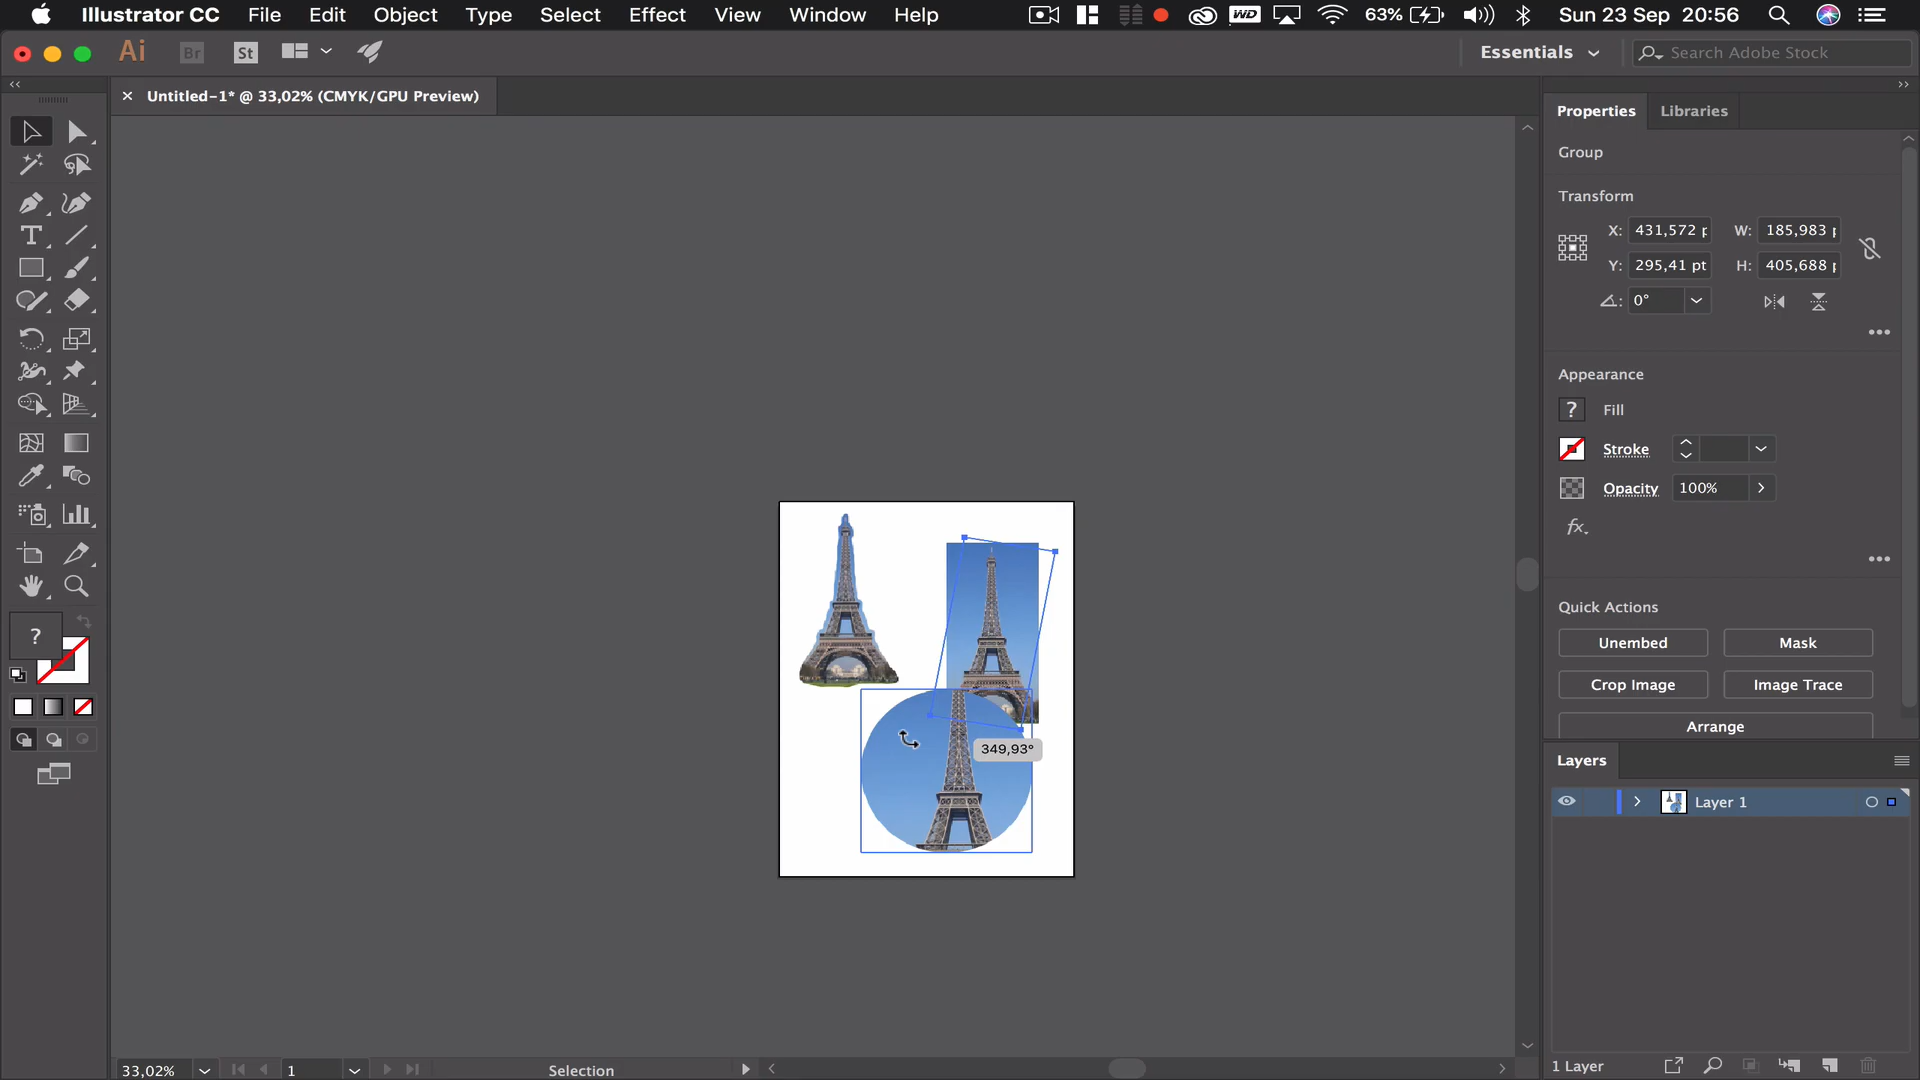 Illustrator CC File Edit Object Type Select Effect View Window Help WD 63% Sun 23 Sep 20:56
Ai Br St Essentials Search Adobe Stock
Untitled-1* @ 33,02% (CMYK/GPU Preview)
Properties Libraries
Group
Transform
X: 431,572 p W: 185,983 p
Y: 295,41 pt H: 405,688 p
0°
Appearance
? Fill
Stroke
Opacity 100%
fx.
Quick Actions
Unembed Mask
Crop Image Image Trace
Arrange
T
?
349,93°
Layers
Layer 1
33,02% 1 Selection
1 Layer